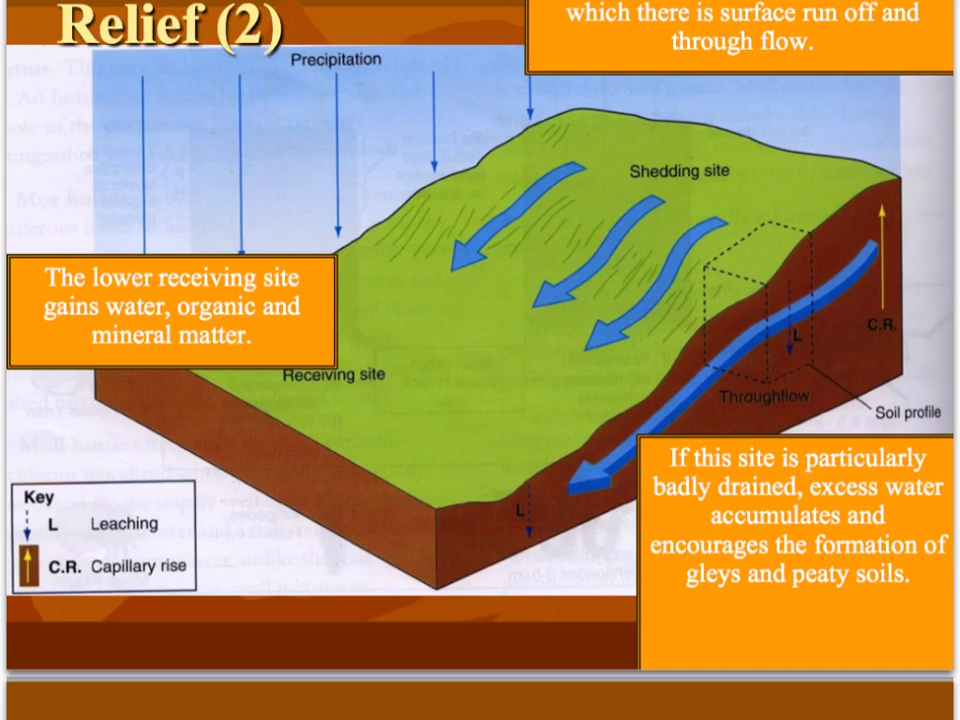 Relief (2)
which there is surface run off and
through flow.
Precipitation
Shedding site
The lower receiving site
gains water, organic and
mineral matter.
Receiving site
C.R.
L
Throughflow
Soil profile
L
If this site is particularly
badly drained, excess water
accumulates and
encourages the formation of
gleys and peaty soils.
Key
L Leaching
C.R. Capillary rise